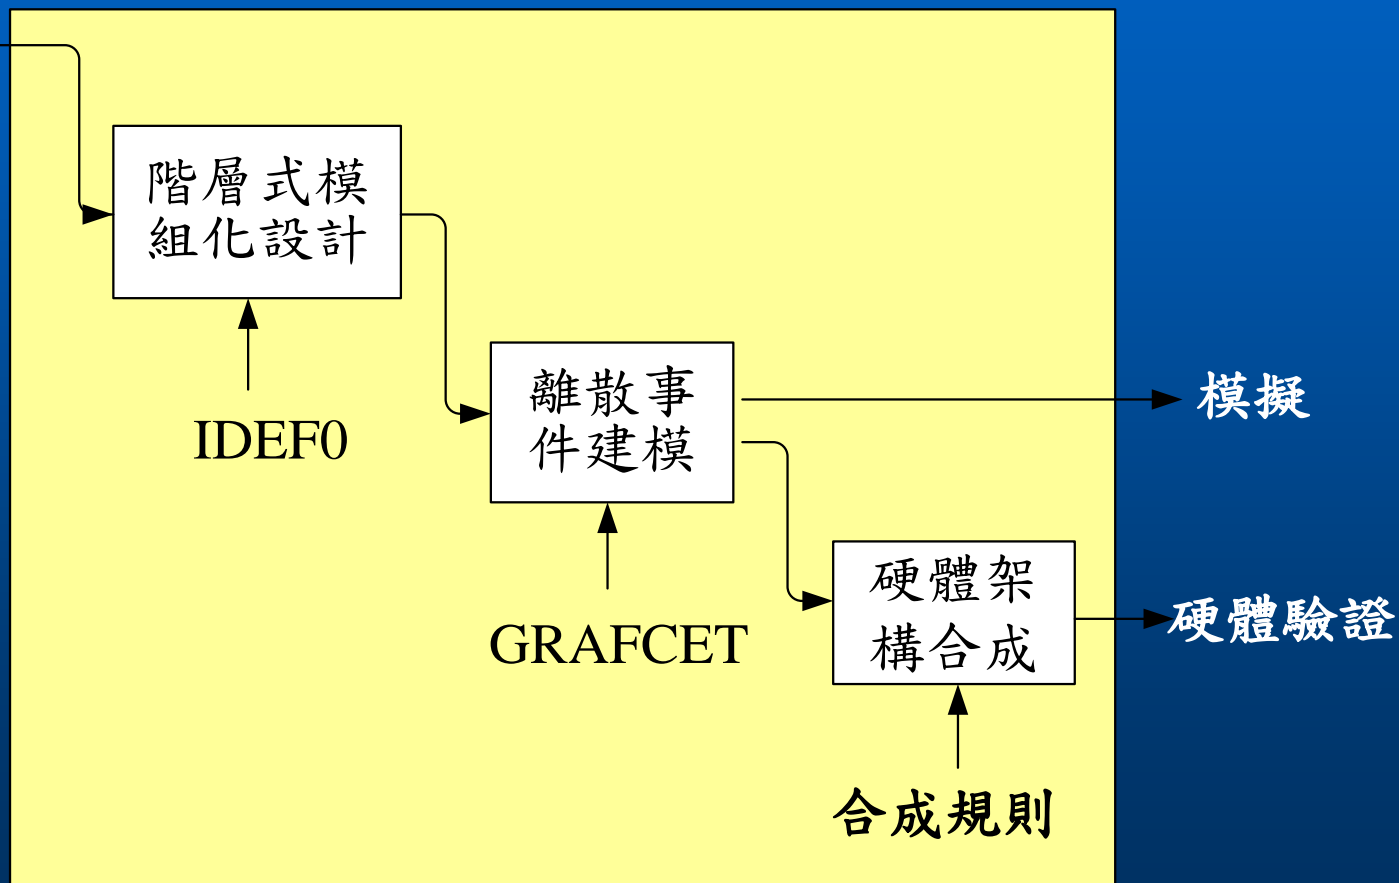 階層式模
組化設計
IDEF0
離散事
件建模
GRAFCET
模擬
硬體架
構合成
硬體驗證
合成規則